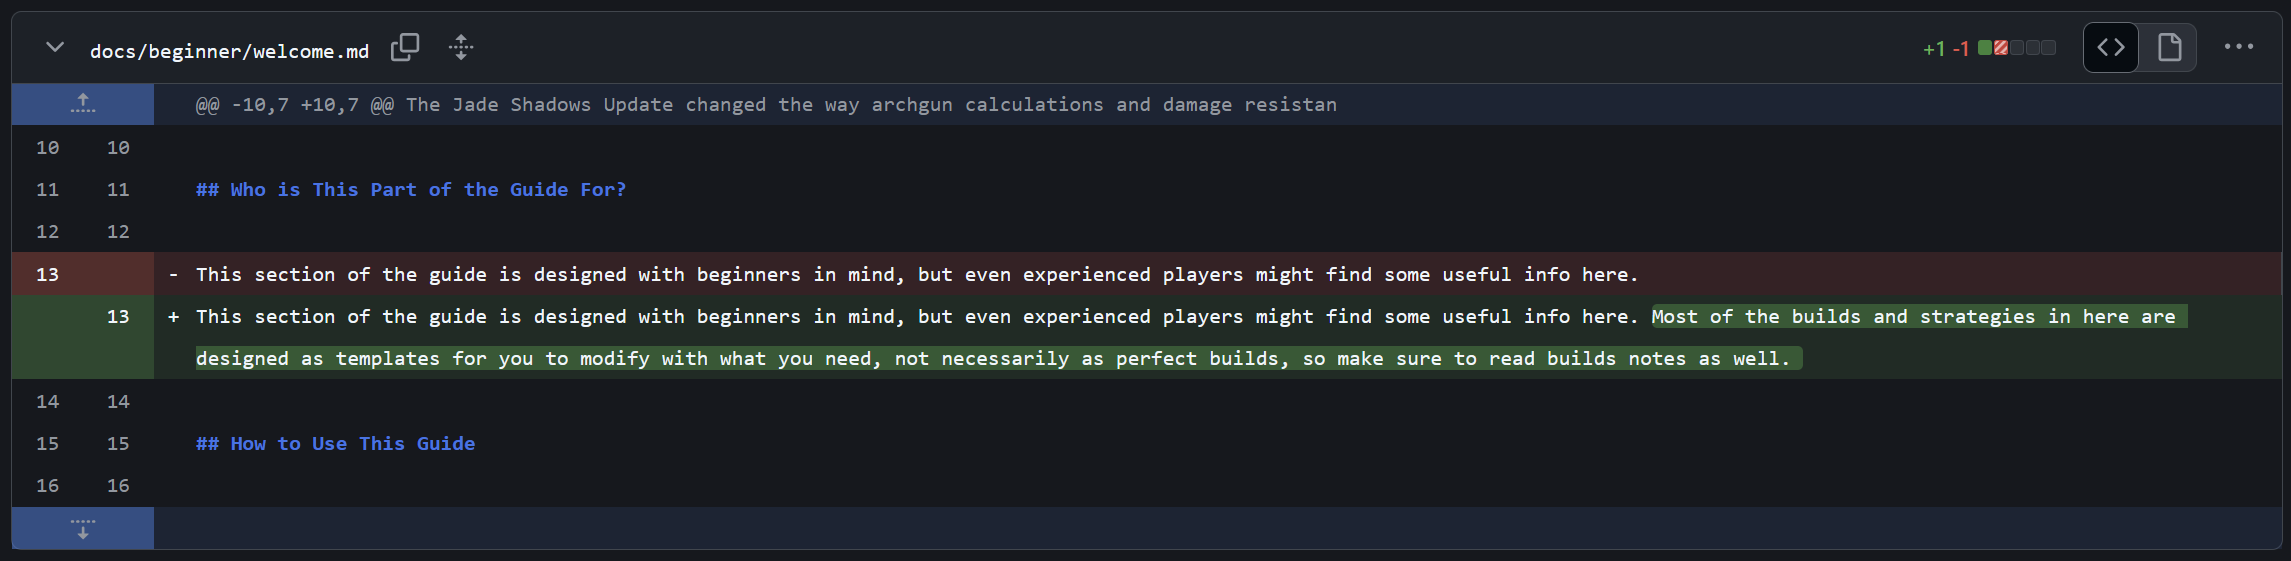 docs/beginner/welcome.md
+1 -1
@@ -10,7 +10,7 @@ The Jade Shadows Update changed the way archgun calculations and damage resistan
10 10
11 11 ## Who is This Part of the Guide For?
12 12
13 - This section of the guide is designed with beginners in mind, but even experienced players might find some useful info here.
13 + This section of the guide is designed with beginners in mind, but even experienced players might find some useful info here. Most of the builds and strategies in here are
designed as templates for you to modify with what you need, not necessarily as perfect builds, so make sure to read builds notes as well.
14 14
15 15 ## How to Use This Guide
16 16